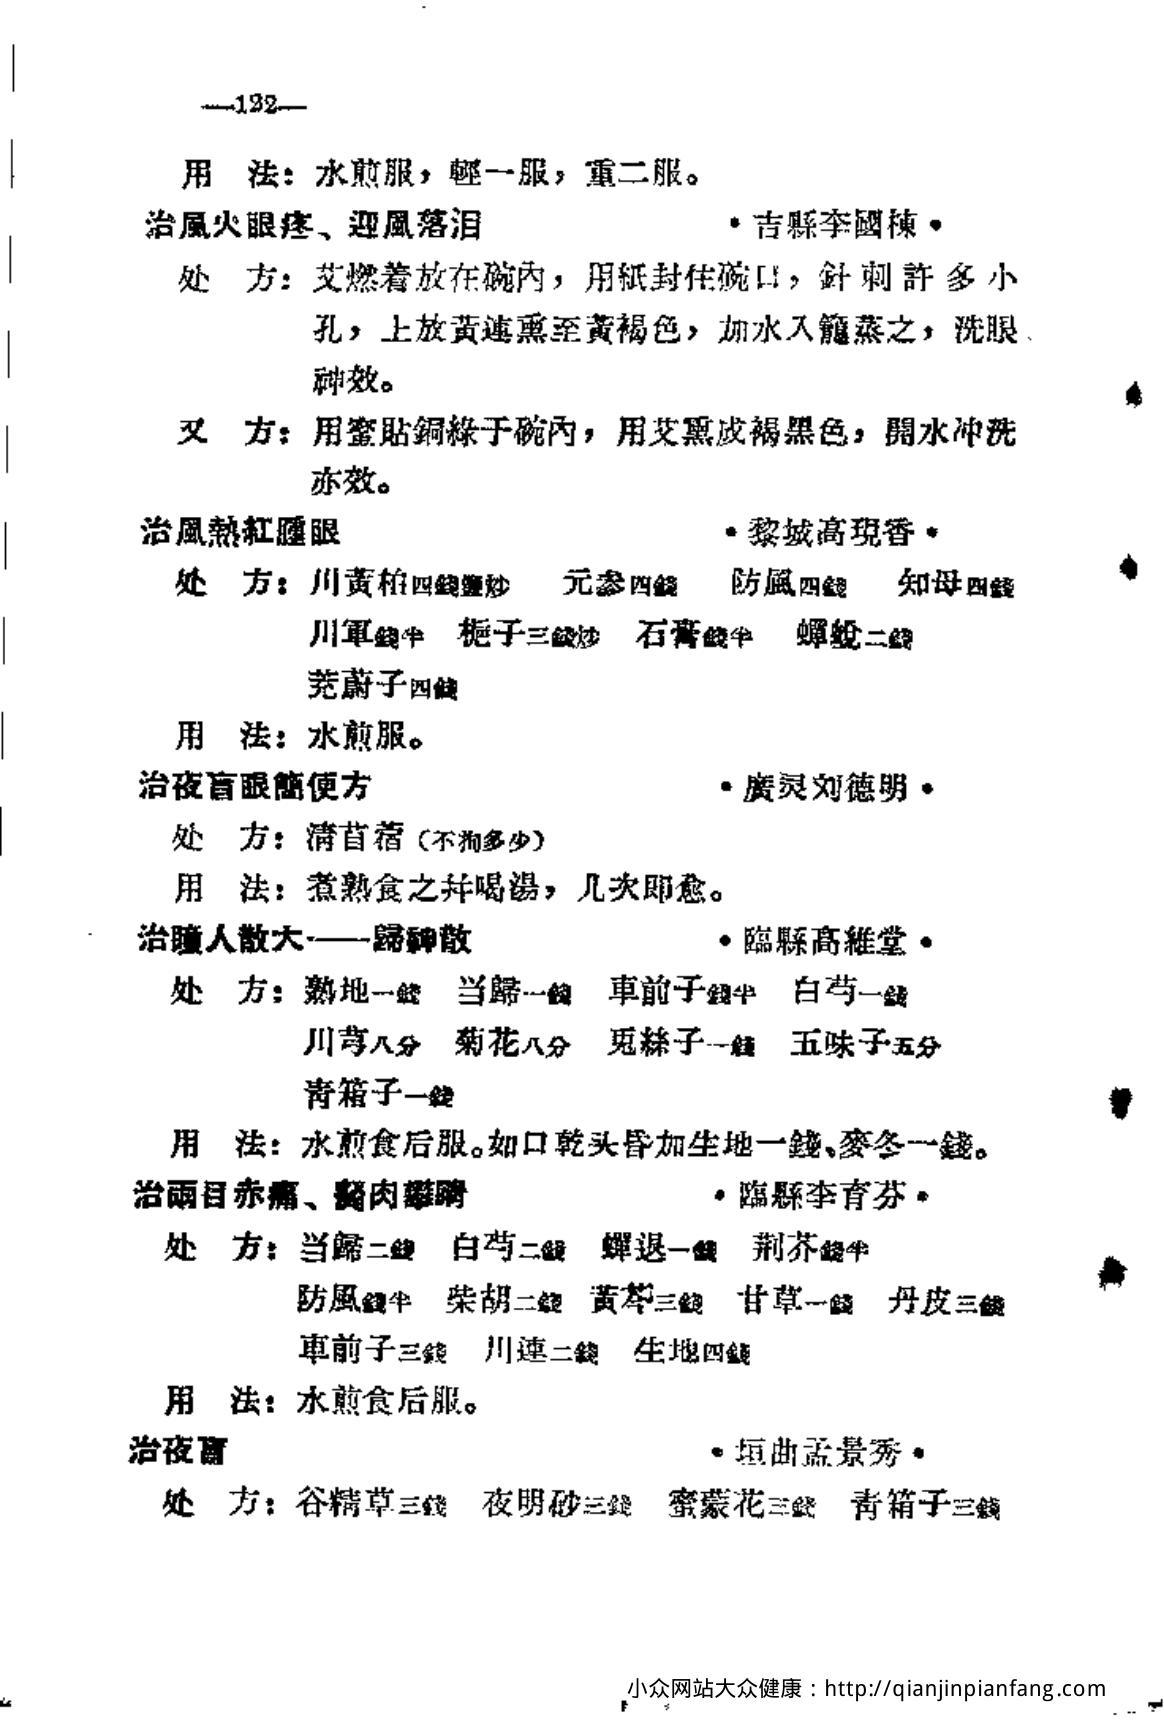 —122—
用　法：水煎服，輕一服，重二服。
治風火眼疼、迎風落泪　•吉縣李國棟•
处　方：艾燃着放在碗內，用紙封住碗口，針刺許多小
孔，上放黃連熏至黃褐色，加水入籠蒸之，洗眼
神效。
又　方：用蜜貼銅綠于碗內，用艾熏成褐黑色，開水冲洗
亦效。
治風熱紅腫眼　•黎城高現香•
处　方：川黃柏四錢鹽炒　元参四錢　防風四錢　知母四錢
川軍錢半　梔子三錢炒　石膏錢半　蟬蛻二錢
茺蔚子四錢
用　法：水煎服。
治夜盲眼簡便方　•廣灵刘德明•
处　方：清苜蓿（不拘多少）
用　法：煮熟食之幷喝湯，几次即愈。
治瞳人散大——歸神散　•臨縣高維堂•
处　方：熟地一錢　当歸一錢　車前子錢半　白芍一錢
川芎八分　菊花八分　兎絲子一錢　五味子五分
靑箱子一錢
用　法：水煎食后服。如口乾头昏加生地一錢、麥冬一錢。
治兩目赤痛、肉　•臨縣李育芬•
处　方：当歸二錢　白芍二錢　蟬退一錢　荆芥錢半
防風錢半　柴胡二錢　黃芩三錢　甘草一錢　丹皮三錢
車前子三錢　川連二錢　生地四錢
用　法：水煎食后服。
治夜盲　•垣曲孟景秀•
处　方：谷精草三錢　夜明砂三錢　蜜蒙花三錢　靑箱子三錢
小众网站大众健康：http://qianjinpianfang.com